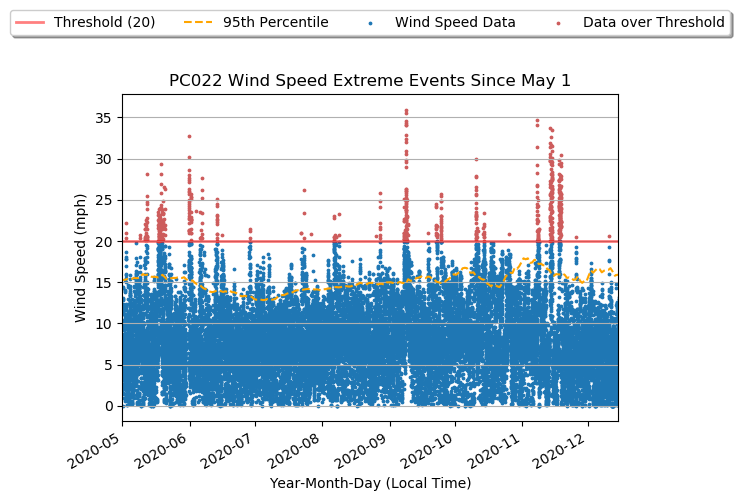 Threshold (20) 95th Percentile Wind Speed Data Data over Threshold
PC022 Wind Speed Extreme Events Since May 1
Wind Speed (mph)
35
30
25
20
15
10
5
0
2020-05 2020-06 2020-07 2020-08 2020-09 2020-10 2020-11 2020-12
Year-Month-Day (Local Time)